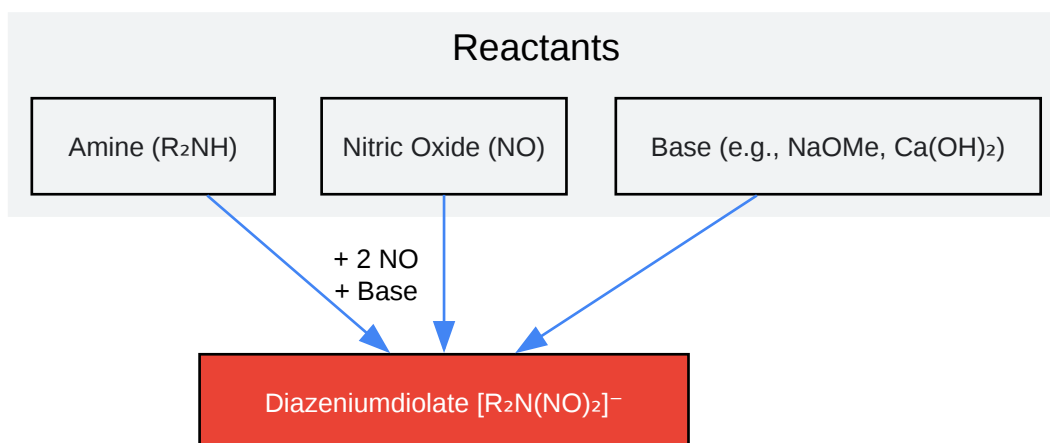 Reactants
Amine (R₂NH)
Nitric Oxide (NO)
Base (e.g., NaOMe, Ca(OH)₂)
+ 2 NO
+ Base
Diazeniumdiolate [R₂N(NO)₂]⁻